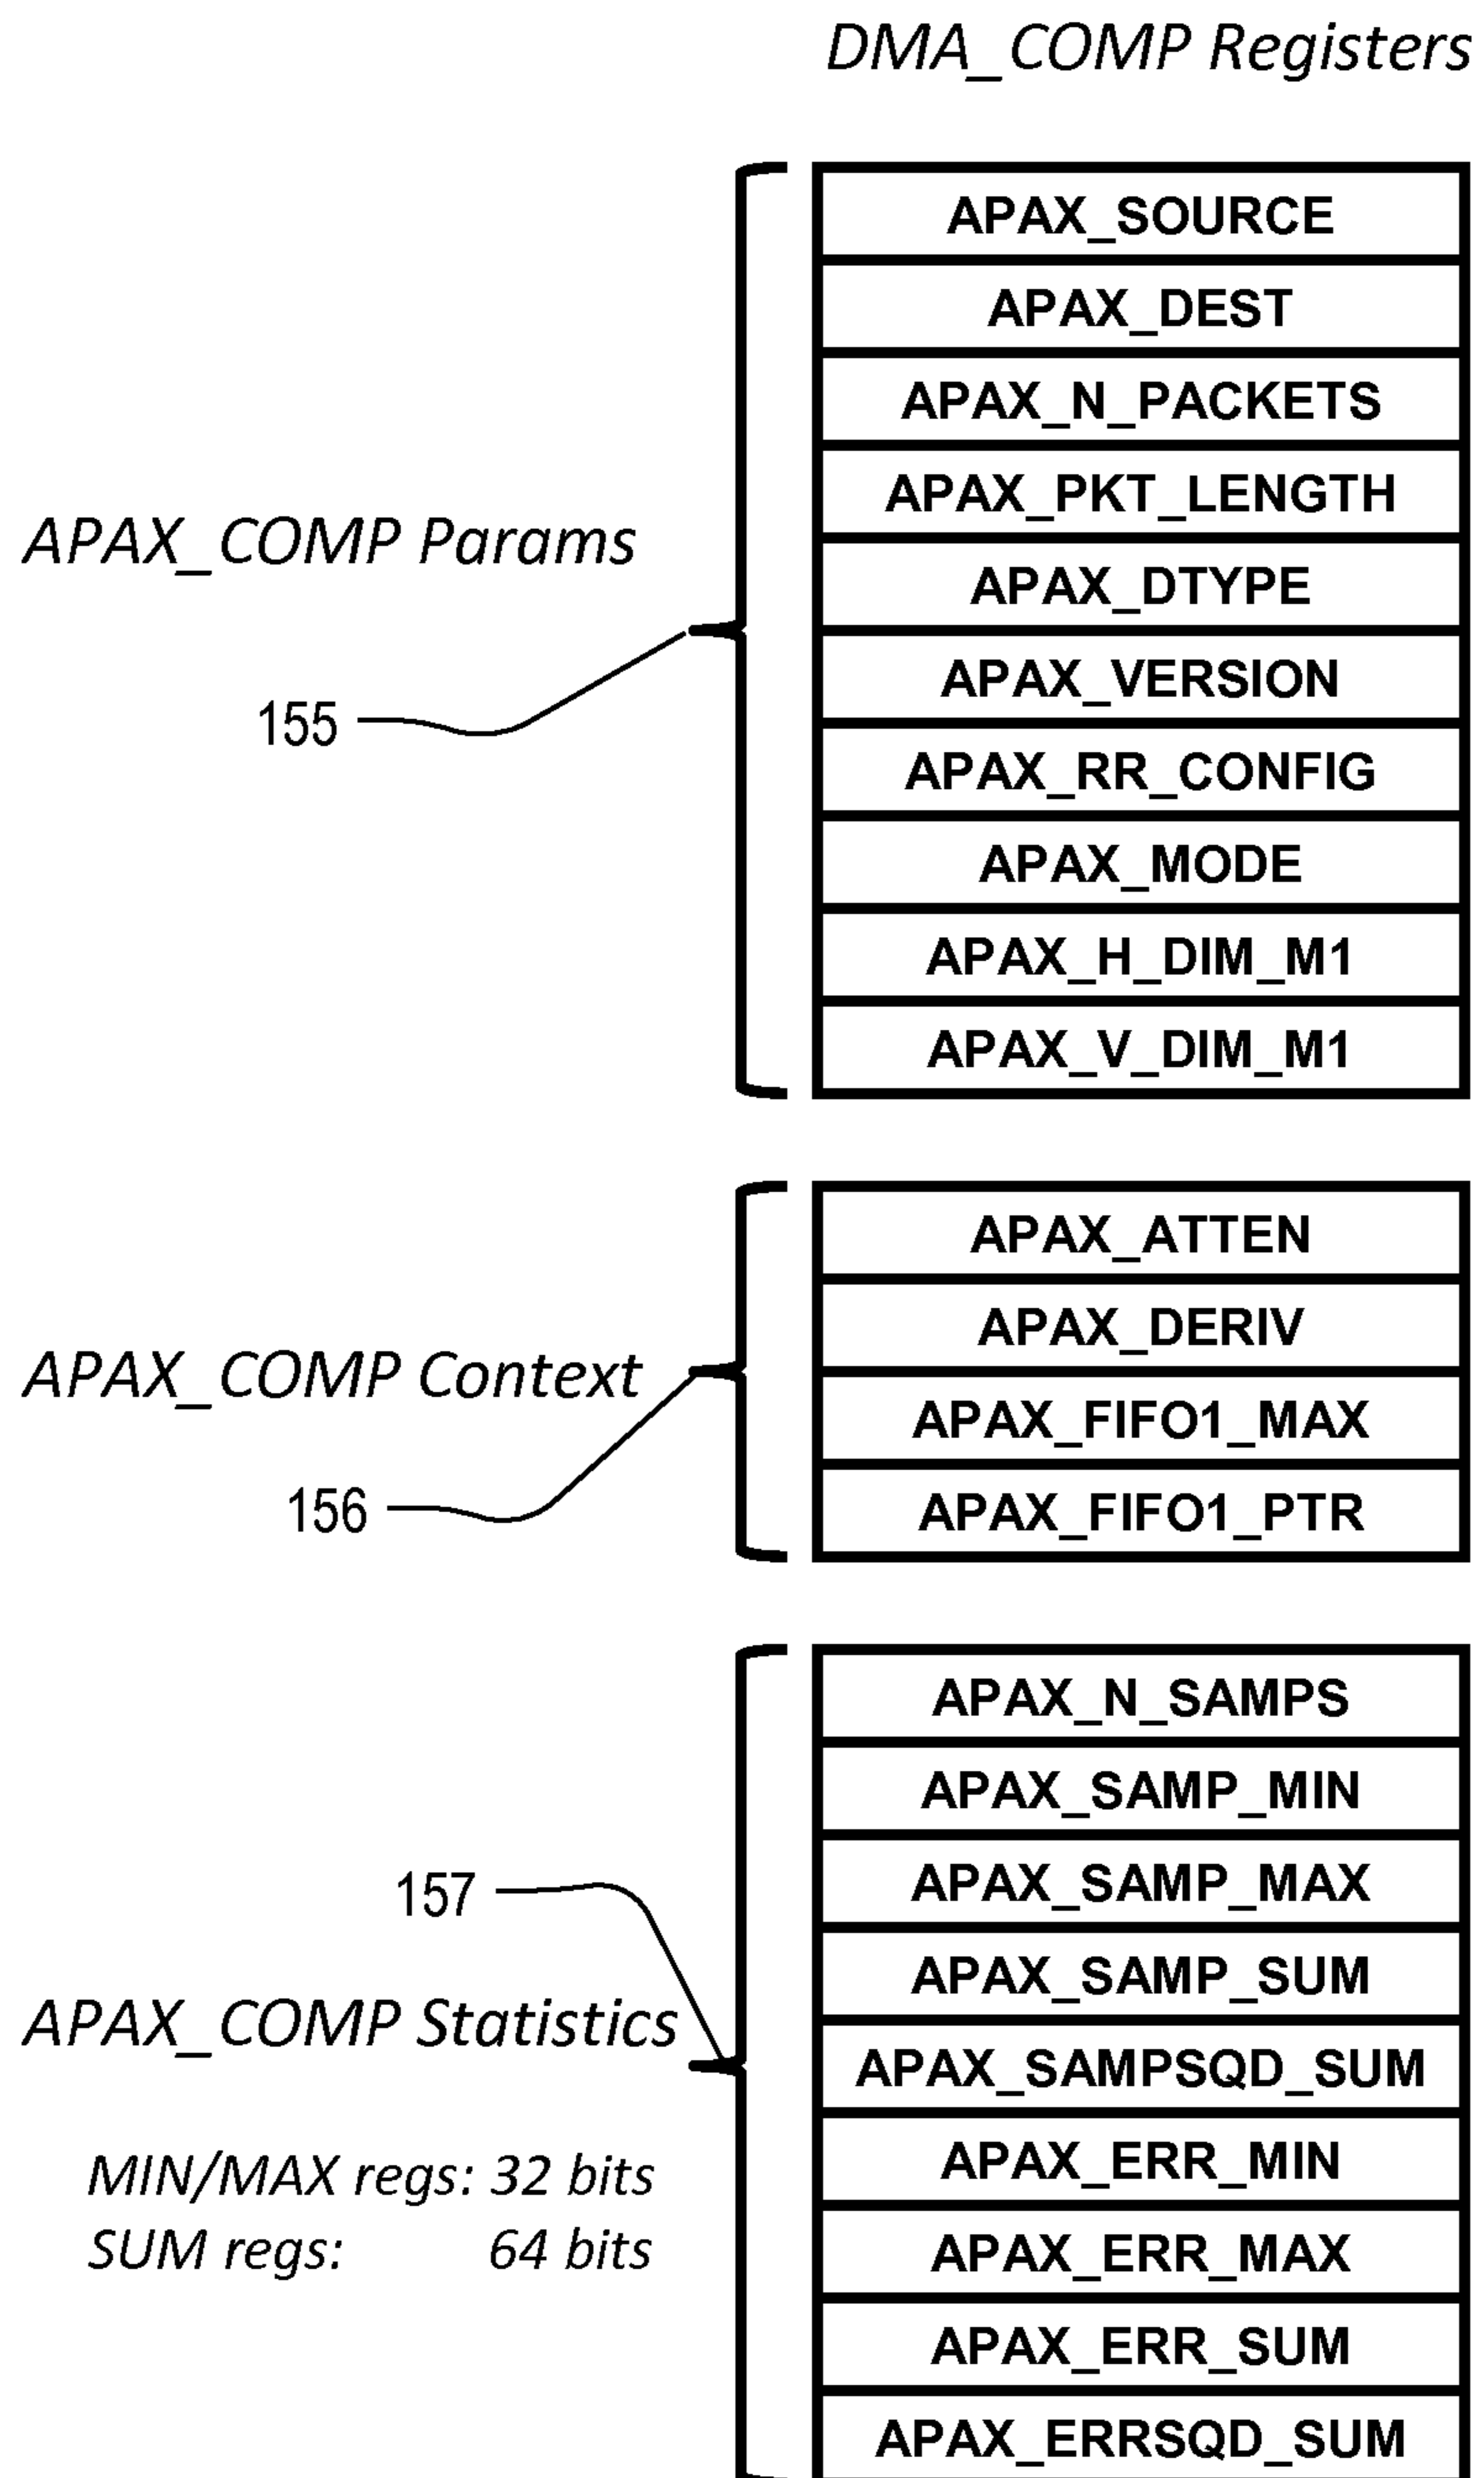 DMA_COMP Registers
APAX_COMP Params
155
APAX_SOURCE
APAX_DEST
APAX_N_PACKETS
APAX_PKT_LENGTH
APAX_DTYPE
APAX_VERSION
APAX_RR_CONFIG
APAX_MODE
APAX_H_DIM_M1
APAX_V_DIM_M1
APAX_COMP Context
156
APAX_ATTEN
APAX_DERIV
APAX_FIFO1_MAX
APAX_FIFO1_PTR
157
APAX_COMP Statistics
MIN/MAX regs: 32 bits
SUM regs: 64 bits
APAX_N_SAMPS
APAX_SAMP_MIN
APAX_SAMP_MAX
APAX_SAMP_SUM
APAX_SAMPSQD_SUM
APAX_ERR_MIN
APAX_ERR_MAX
APAX_ERR_SUM
APAX_ERRSQD_SUM